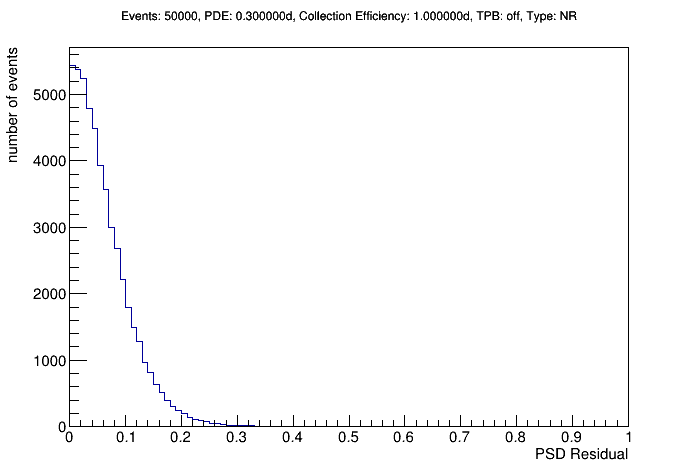 Events: 50000, PDE: 0.300000d, Collection Efficiency: 1.000000d, TPB: off, Type: NR
number of events
5000
4000
3000
2000
1000
0
0 0.1 0.2 0.3 0.4 0.5 0.6 0.7 0.8 0.9 1
PSD Residual